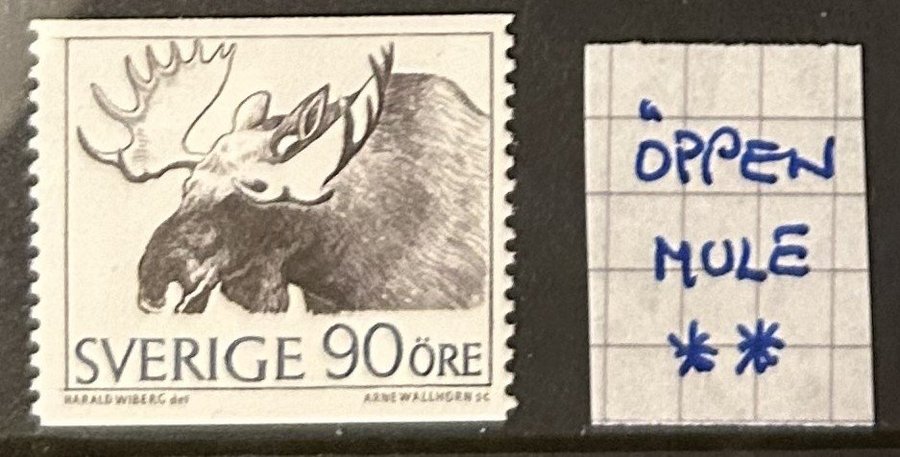 SVERIGE 90 ÖRE
HARALD WIBERG del ARNE WALLHORN SC
"ÖPPEN
MULE
**